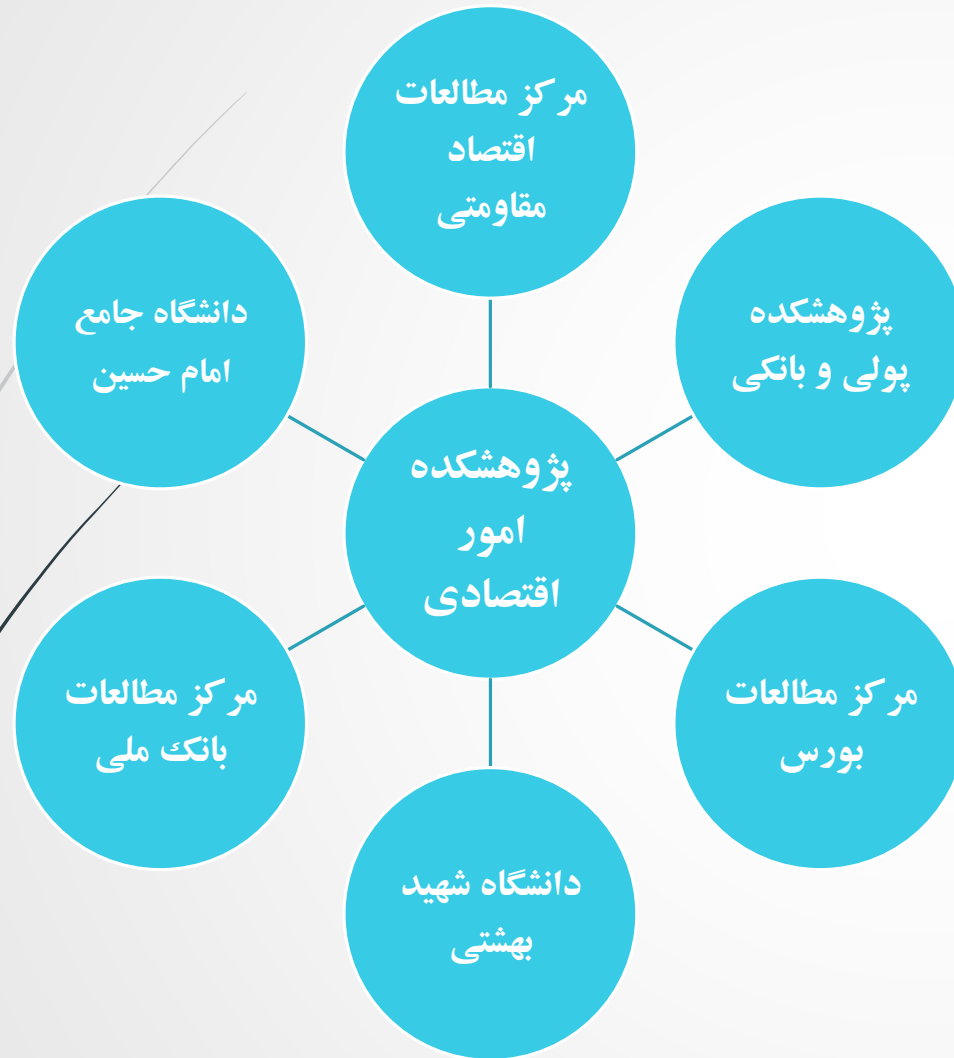 مرکز مطالعات
اقتصاد
مقاومتی
پژوهشکده
پولی و بانکی
مرکز مطالعات
بورس
دانشگاه شهید
بهشتی
مرکز مطالعات
بانک ملی
دانشگاه جامع
امام حسین
پژوهشکده
امور
اقتصادی